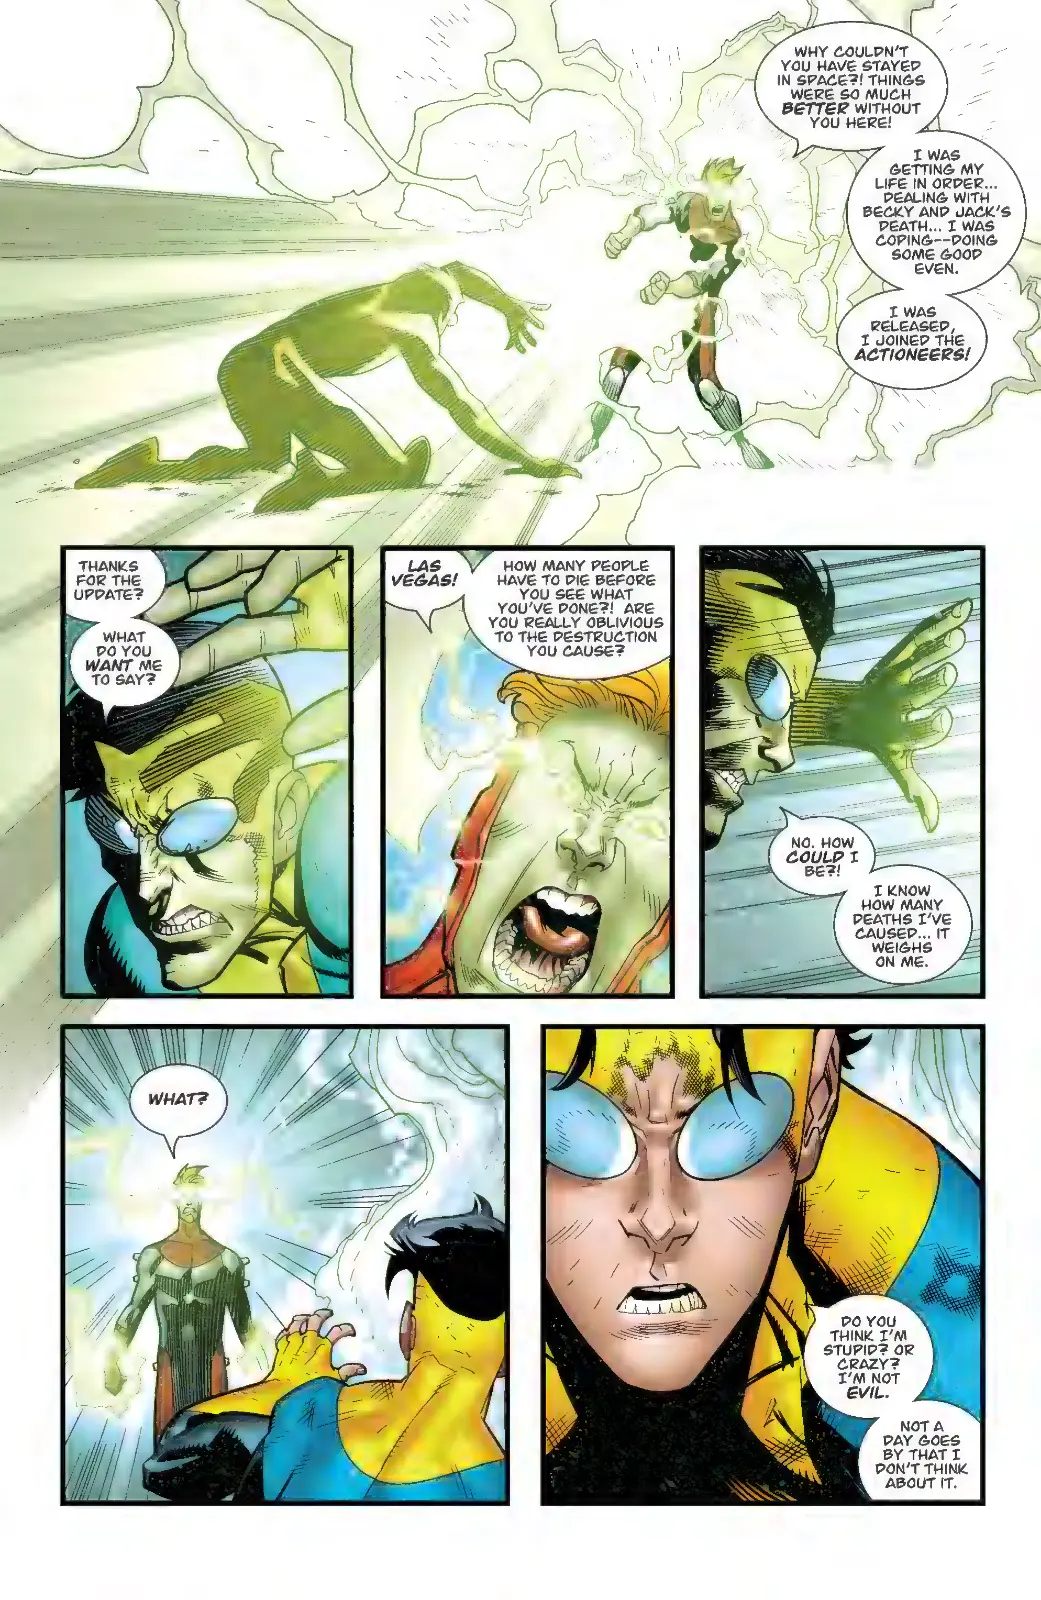 WHY COULDN'T
YOU HAVE STAYED
IN SPACE?! THINGS
WERE SO MUCH
BETTER WITHOUT
YOU HERE!
I WAS
GETTING MY
LIFE IN ORDER...
DEALING WITH
BECKY AND JACK'S
DEATH... I WAS
COPING--DOING
SOME GOOD
EVEN.
I WAS
RELEASED,
I JOINED THE
ACTIONEERS!
THANKS
FOR THE
UPDATE?
WHAT
DO YOU
WANT ME
TO SAY?
LAS
VEGAS!
HOW MANY PEOPLE
HAVE TO DIE BEFORE
YOU SEE WHAT
YOU'VE DONE?! ARE
YOU REALLY OBLIVIOUS
TO THE DESTRUCTION
YOU CAUSE?
NO. HOW
COULD I
BE?!
I KNOW
HOW MANY
DEATHS I'VE
CAUSED... IT
WEIGHS
ON ME.
WHAT?
DO YOU
THINK I'M
STUPID? OR
CRAZY?
I'M NOT
EVIL.
NOT A
DAY GOES
BY THAT I
DON'T THINK
ABOUT IT.